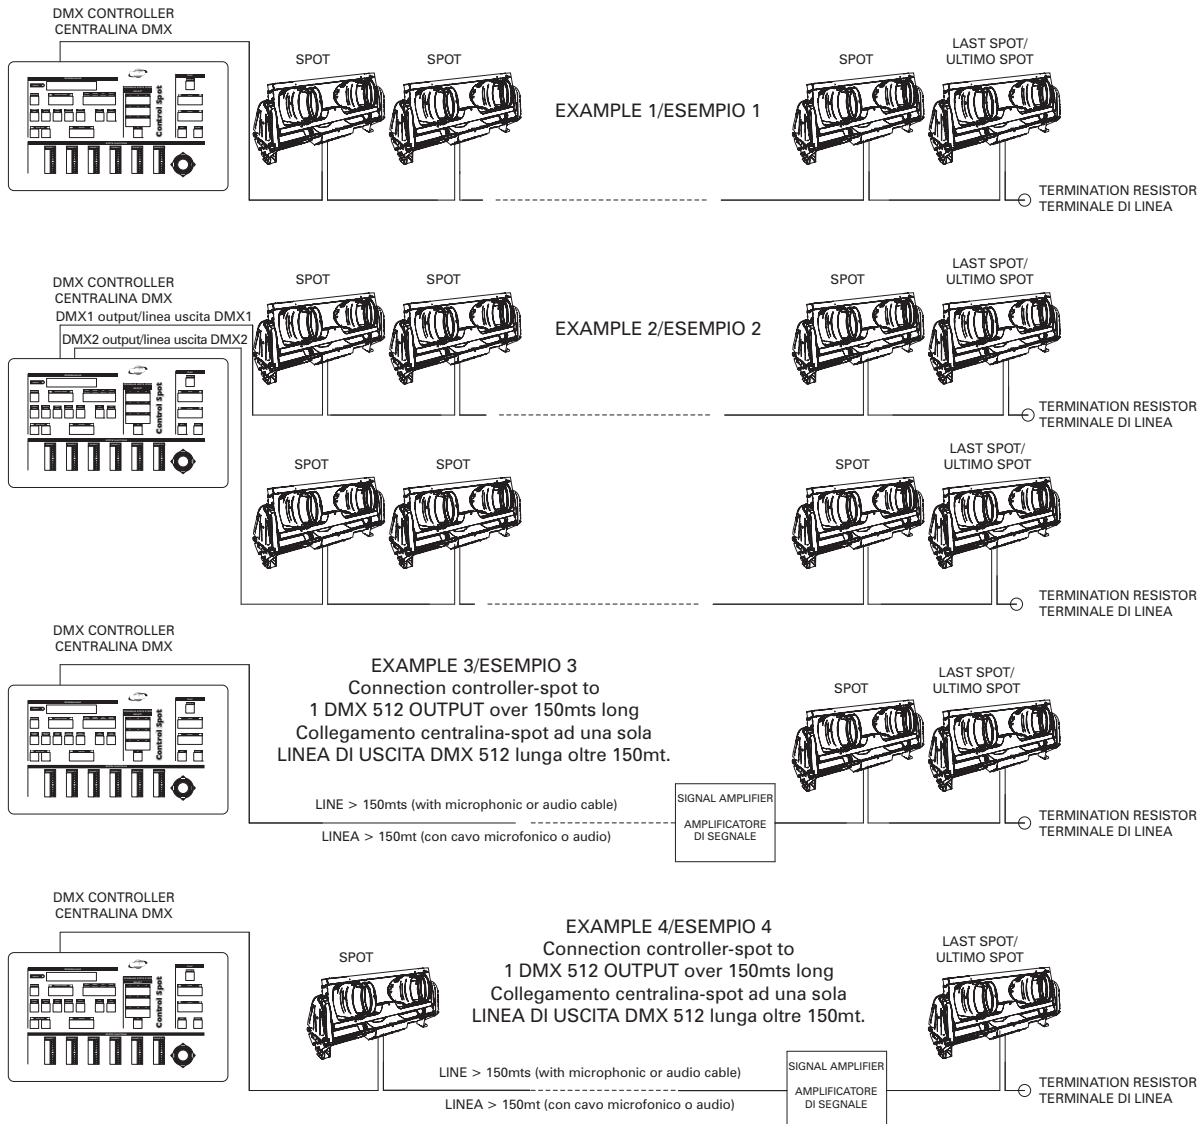 DMX CONTROLLER
CENTRALINA DMX
SPOT
SPOT
SPOT
LAST SPOT/
ULTIMO SPOT
Control Spot
EXAMPLE 1/ESEMPIO 1
TERMINATION RESISTOR
TERMINALE DI LINEA
DMX CONTROLLER
CENTRALINA DMX
DMX1 output/linea uscita DMX1
DMX2 output/linea uscita DMX2
SPOT
SPOT
SPOT
LAST SPOT/
ULTIMO SPOT
EXAMPLE 2/ESEMPIO 2
Control Spot
TERMINATION RESISTOR
TERMINALE DI LINEA
SPOT
SPOT
SPOT
LAST SPOT/
ULTIMO SPOT
TERMINATION RESISTOR
TERMINALE DI LINEA
DMX CONTROLLER
CENTRALINA DMX
Control Spot
EXAMPLE 3/ESEMPIO 3
Connection controller-spot to
1 DMX 512 OUTPUT over 150mts long
Collegamento centralina-spot ad una sola
LINEA DI USCITA DMX 512 lunga oltre 150mt.
SPOT
LAST SPOT/
ULTIMO SPOT
LINE > 150mts (with microphonic or audio cable)
LINEA > 150mt (con cavo microfonico o audio)
SIGNAL AMPLIFIER
AMPLIFICATORE
DI SEGNALE
TERMINATION RESISTOR
TERMINALE DI LINEA
DMX CONTROLLER
CENTRALINA DMX
Control Spot
SPOT
EXAMPLE 4/ESEMPIO 4
Connection controller-spot to
1 DMX 512 OUTPUT over 150mts long
Collegamento centralina-spot ad una sola
LINEA DI USCITA DMX 512 lunga oltre 150mt.
LAST SPOT/
ULTIMO SPOT
LINE > 150mts (with microphonic or audio cable)
LINEA > 150mt (con cavo microfonico o audio)
SIGNAL AMPLIFIER
AMPLIFICATORE
DI SEGNALE
TERMINATION RESISTOR
TERMINALE DI LINEA